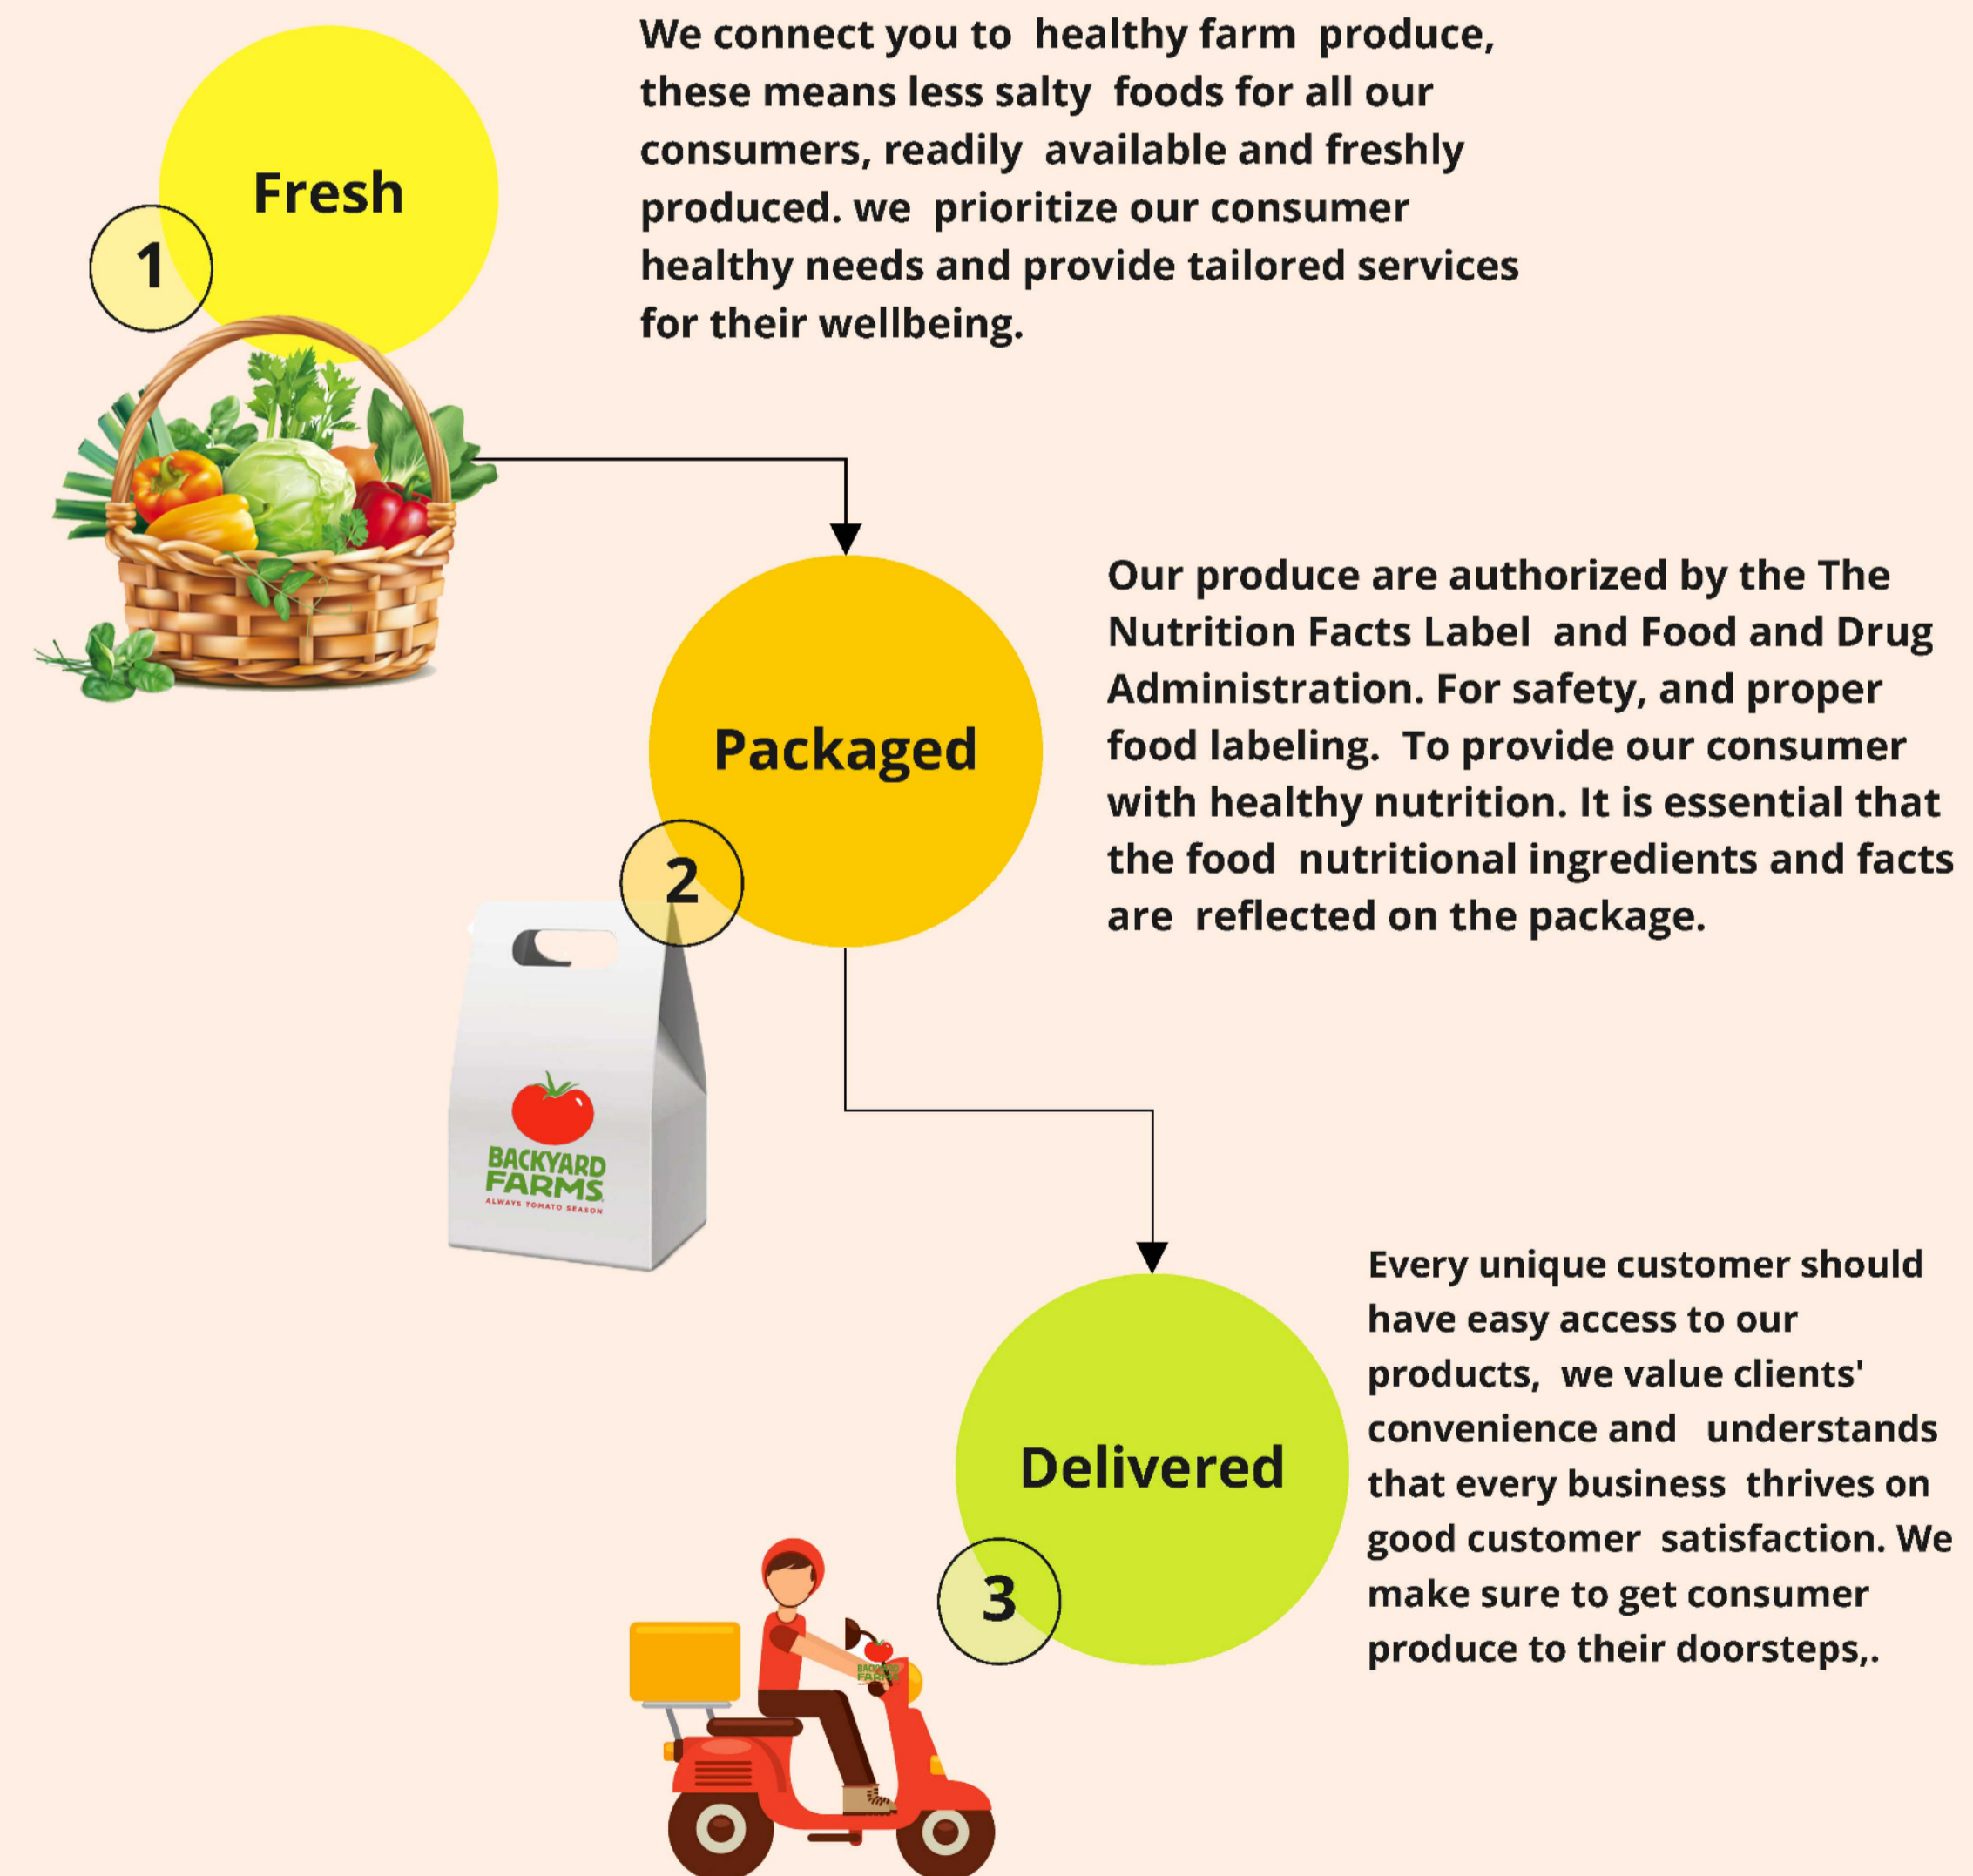 Fresh
1
We connect you to healthy farm produce,
these means less salty foods for all our
consumers, readily available and freshly
produced. we prioritize our consumer
healthy needs and provide tailored services
for their wellbeing.
Packaged
2
Our produce are authorized by the The
Nutrition Facts Label and Food and Drug
Administration. For safety, and proper
food labeling. To provide our consumer
with healthy nutrition. It is essential that
the food nutritional ingredients and facts
are reflected on the package.
BACKYARD
FARMS
ALWAYS TOMATO SEASON
Delivered
3
Every unique customer should
have easy access to our
products, we value clients'
convenience and understands
that every business thrives on
good customer satisfaction. We
make sure to get consumer
produce to their doorsteps,.
BACKYARD
FARMS